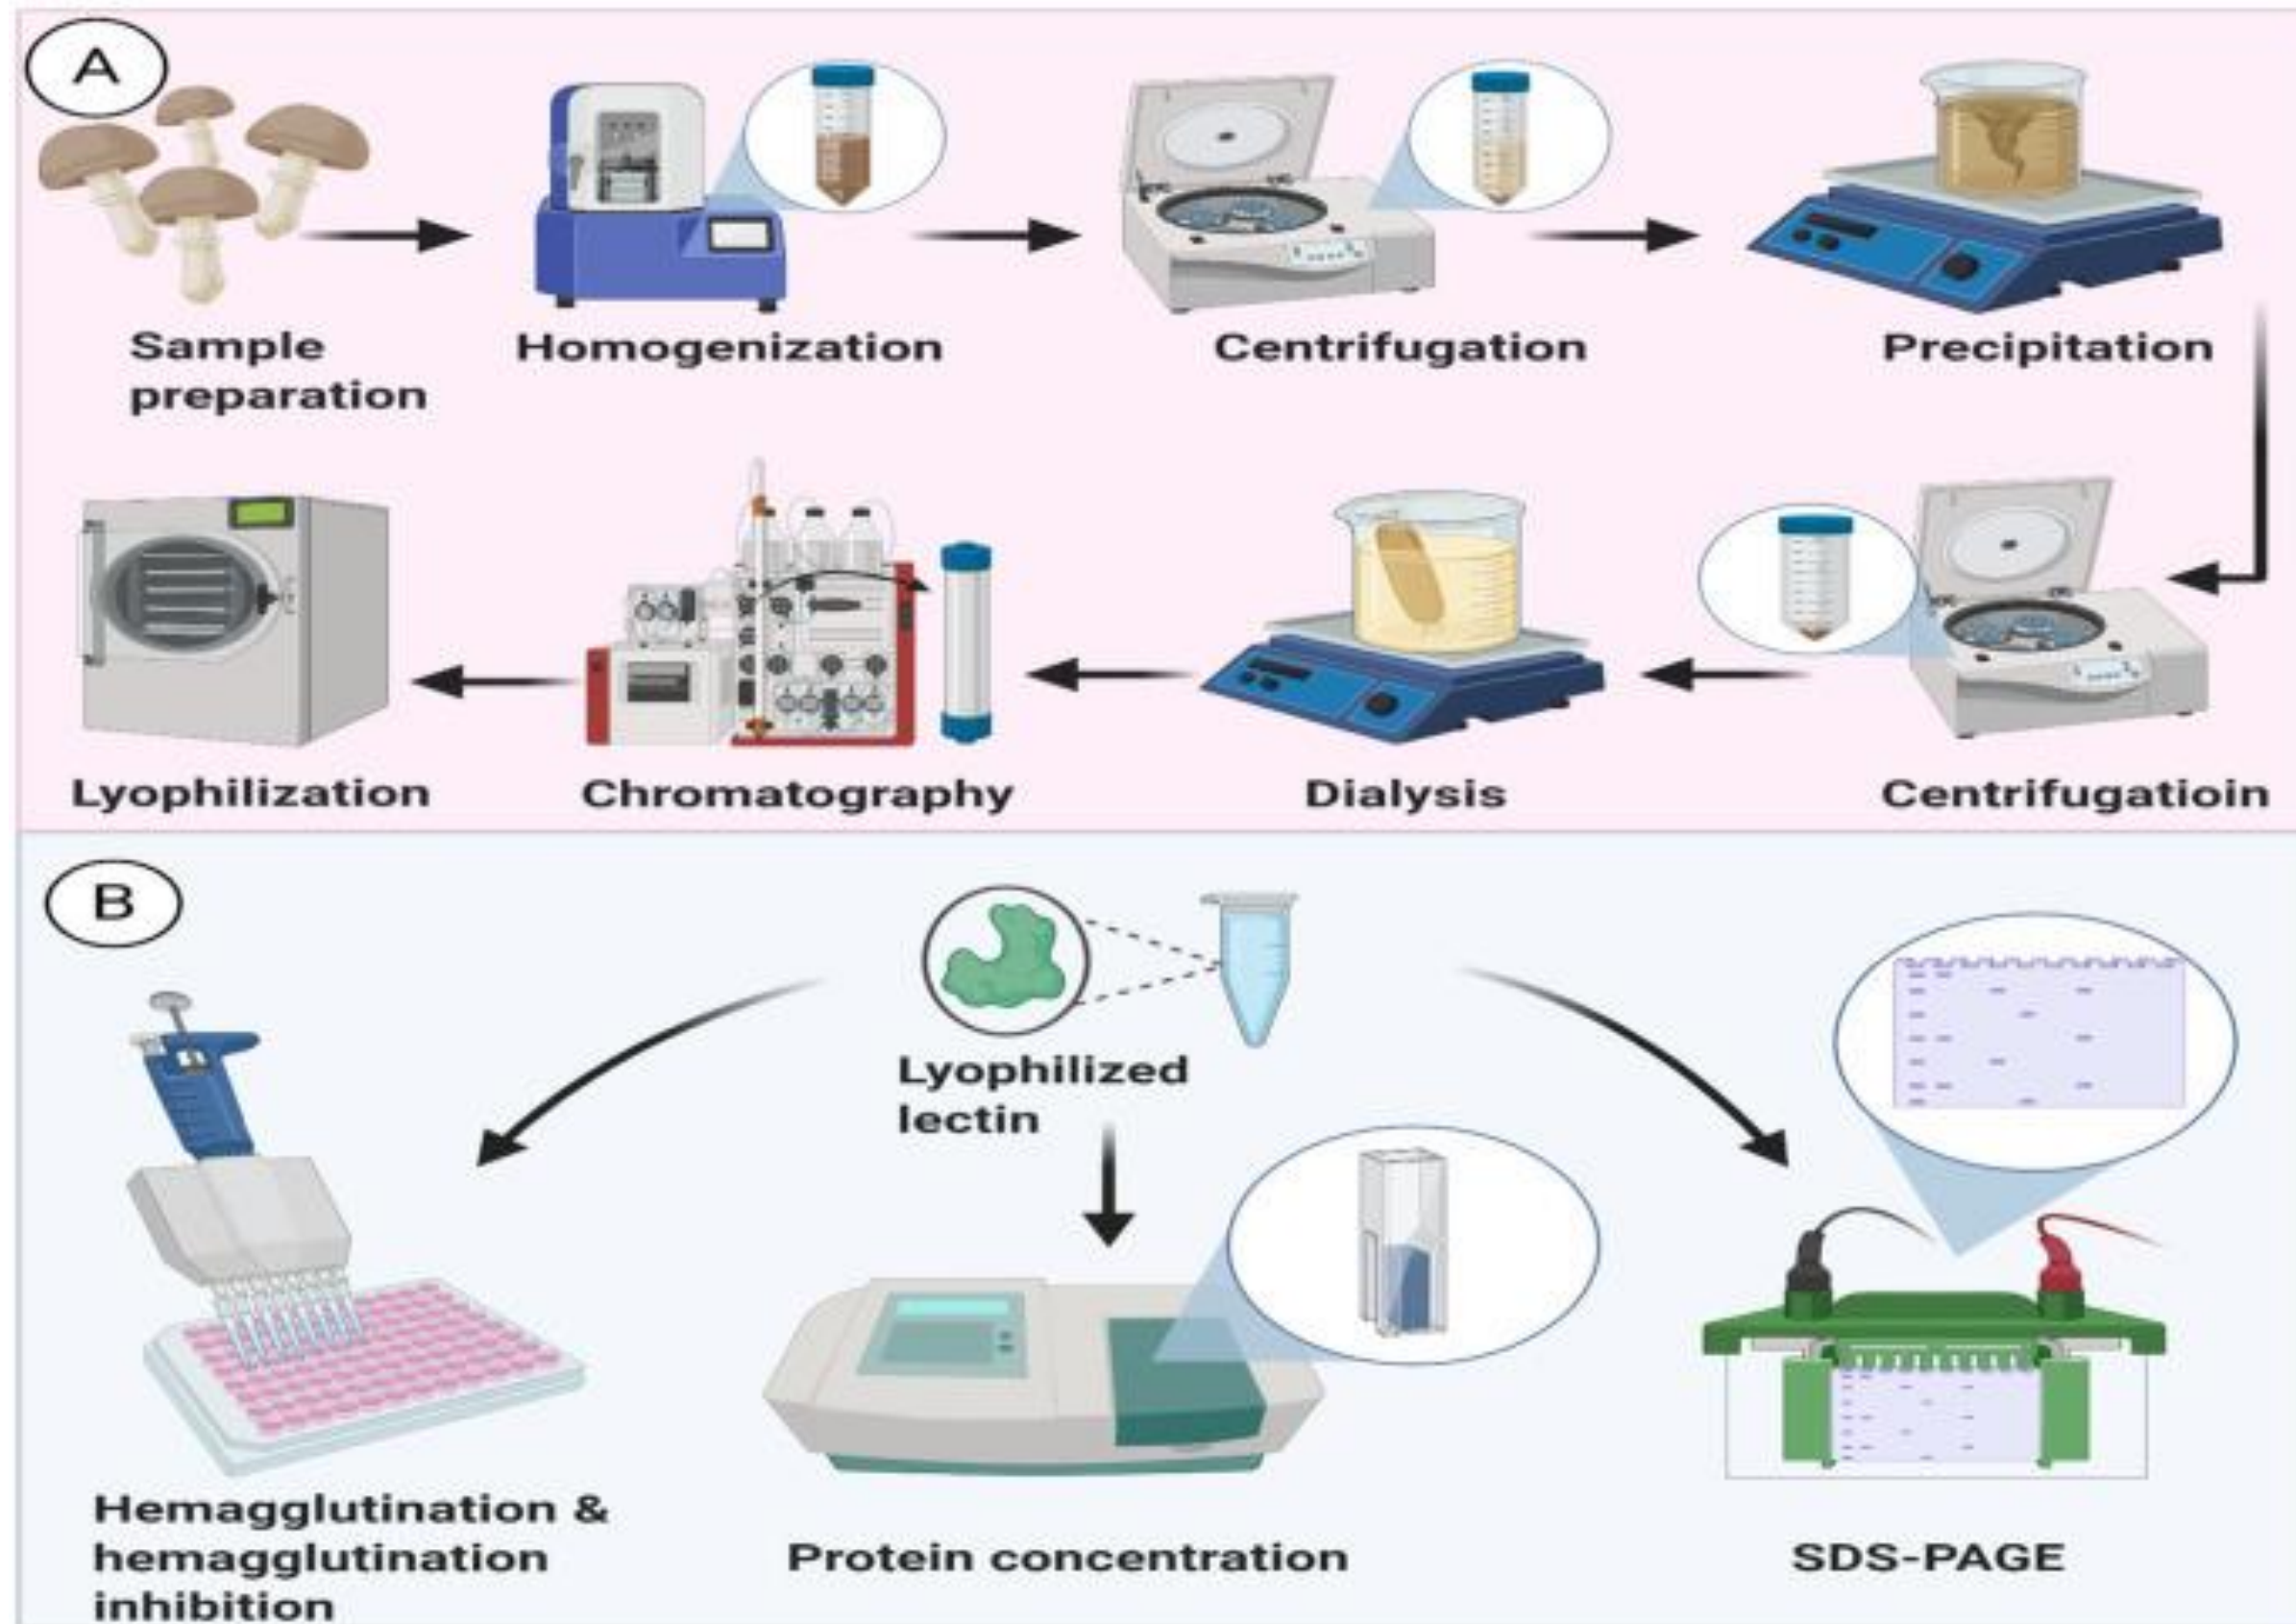 A
Sample
preparation
Homogenization
Centrifugation
Precipitation
Lyophilization
Chromatography
Dialysis
Centrifugatioin
B
Lyophilized
lectin
Hemagglutination &
hemagglutination
inhibition
Protein concentration
SDS-PAGE